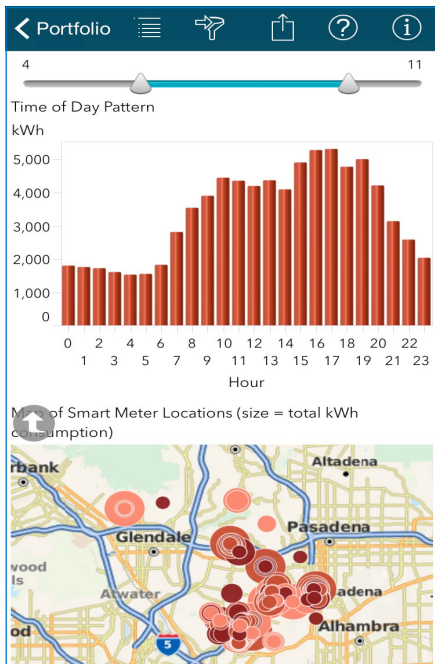 Portfolio
4 11
Time of Day Pattern
kWh
5,000
4,000
3,000
2,000
1,000
0
0 2 4 6 8 10 12 14 16 18 20 22
1 3 5 7 9 11 13 15 17 19 21 23
Hour
Map of Smart Meter Locations (size = total kWh
consumption)
rbank
Altadena
Glendale
Pasadena
wood
ls
Atwater
adena
od
Alhambra
5